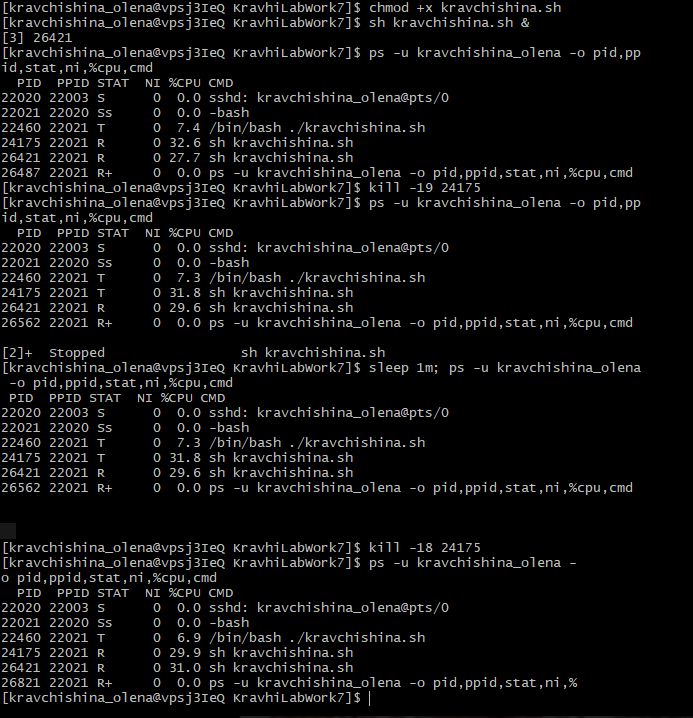 [kravchishina_olena@vpsj3IeQ KravhiLabWork7]$ chmod +x kravchishina.sh
[kravchishina_olena@vpsj3IeQ KravhiLabWork7]$ sh kravchishina.sh &
[3] 26421
[kravchishina_olena@vpsj3IeQ KravhiLabWork7]$ ps -u kravchishina_olena -o pid,pp
id,stat,ni,%cpu,cmd
  PID  PPID STAT  NI %CPU CMD
22020 22003 S      0  0.0 sshd: kravchishina_olena@pts/0
22021 22020 Ss     0  0.0 -bash
22460 22021 T      0  7.4 /bin/bash ./kravchishina.sh
24175 22021 R      0 32.6 sh kravchishina.sh
26421 22021 R      0 27.7 sh kravchishina.sh
26487 22021 R+     0  0.0 ps -u kravchishina_olena -o pid,ppid,stat,ni,%cpu,cmd
[kravchishina_olena@vpsj3IeQ KravhiLabWork7]$ kill -19 24175
[kravchishina_olena@vpsj3IeQ KravhiLabWork7]$ ps -u kravchishina_olena -o pid,pp
id,stat,ni,%cpu,cmd
  PID  PPID STAT  NI %CPU CMD
22020 22003 S      0  0.0 sshd: kravchishina_olena@pts/0
22021 22020 Ss     0  0.0 -bash
22460 22021 T      0  7.3 /bin/bash ./kravchishina.sh
24175 22021 T      0 31.8 sh kravchishina.sh
26421 22021 R      0 29.6 sh kravchishina.sh
26562 22021 R+     0  0.0 ps -u kravchishina_olena -o pid,ppid,stat,ni,%cpu,cmd
[2]+  Stopped                 sh kravchishina.sh
[kravchishina_olena@vpsj3IeQ KravhiLabWork7]$ sleep 1m; ps -u kravchishina_olena
 -o pid,ppid,stat,ni,%cpu,cmd
 PID  PPID STAT  NI %CPU CMD
22020 22003 S      0  0.0 sshd: kravchishina_olena@pts/0
22021 22020 Ss     0  0.0 -bash
22460 22021 T      0  7.3 /bin/bash ./kravchishina.sh
24175 22021 T      0 31.8 sh kravchishina.sh
26421 22021 R      0 29.6 sh kravchishina.sh
26562 22021 R+     0  0.0 ps -u kravchishina_olena -o pid,ppid,stat,ni,%cpu,cmd
[kravchishina_olena@vpsj3IeQ KravhiLabWork7]$ kill -18 24175
[kravchishina_olena@vpsj3IeQ KravhiLabWork7]$ ps -u kravchishina_olena -
o pid,ppid,stat,ni,%cpu,cmd
  PID  PPID STAT  NI %CPU CMD
22020 22003 S      0  0.0 sshd: kravchishina_olena@pts/0
22021 22020 Ss     0  0.0 -bash
22460 22021 T      0  6.9 /bin/bash ./kravchishina.sh
24175 22021 R      0 29.9 sh kravchishina.sh
26421 22021 R      0 31.0 sh kravchishina.sh
26821 22021 R+     0  0.0 ps -u kravchishina_olena -o pid,ppid,stat,ni,%
[kravchishina_olena@vpsj3IeQ KravhiLabWork7]$